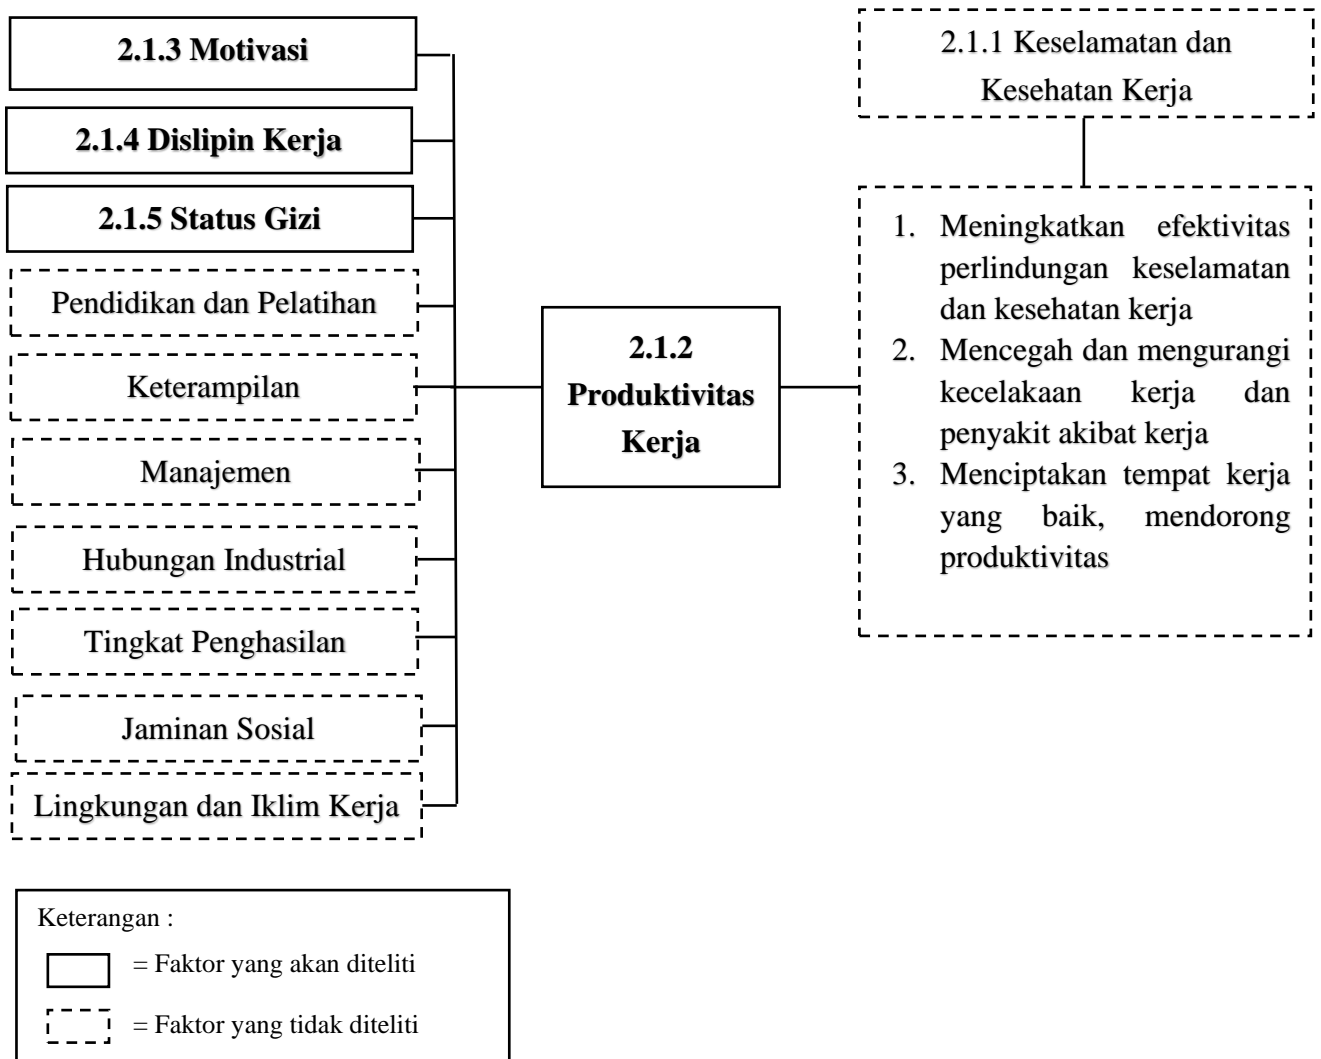 2.1.3 Motivasi
2.1.4 Dislipin Kerja
2.1.5 Status Gizi
Pendidikan dan Pelatihan
Keterampilan
Manajemen
Hubungan Industrial
Tingkat Penghasilan
Jaminan Sosial
Lingkungan dan Iklim Kerja
2.1.2
Produktivitas
Kerja
2.1.1 Keselamatan dan
Kesehatan Kerja
1. Meningkatkan efektivitas
perlindungan keselamatan
dan kesehatan kerja
2. Mencegah dan mengurangi
kecelakaan kerja dan
penyakit akibat kerja
3. Menciptakan tempat kerja
yang baik, mendorong
produktivitas
Keterangan :
= Faktor yang akan diteliti
= Faktor yang tidak diteliti